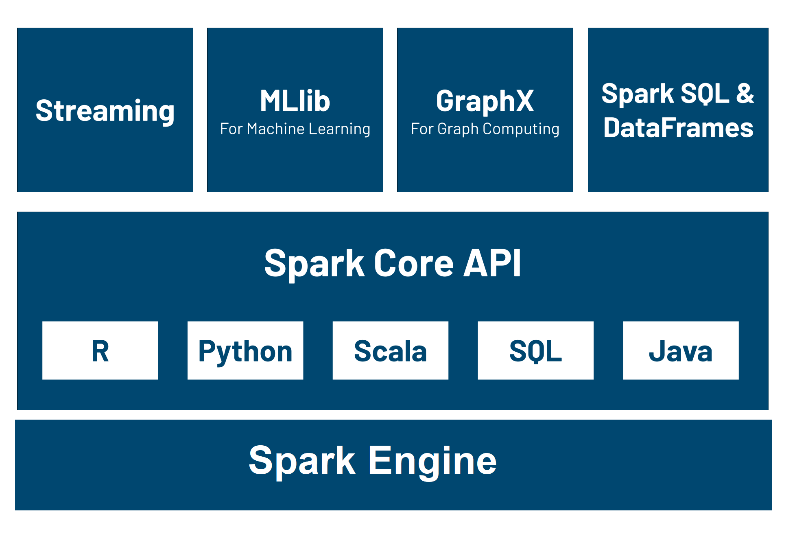 Streaming
MLlib
For Machine Learning
GraphX
For Graph Computing
Spark SQL &
DataFrames
Spark Core API
R
Python
Scala
SQL
Java
Spark Engine